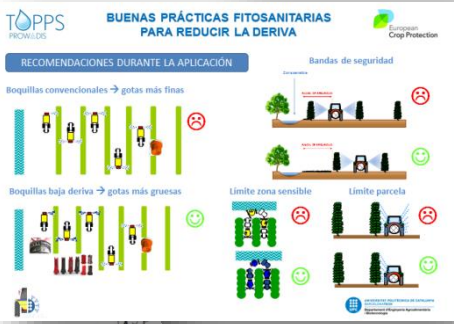 TOPPS
PROWADIS
BUENAS PRÁCTICAS FITOSANITARIAS
PARA REDUCIR LA DERIVA
European
Crop Protection
RECOMENDACIONES DURANTE LA APLICACIÓN
Bandas de seguridad
Boquillas convencionales → gotas más finas
Boquillas baja deriva → gotas más gruesas
Límite zona sensible
Límite parcela
UNIVERSITAT POLITÈCNICA DE CATALUNYA